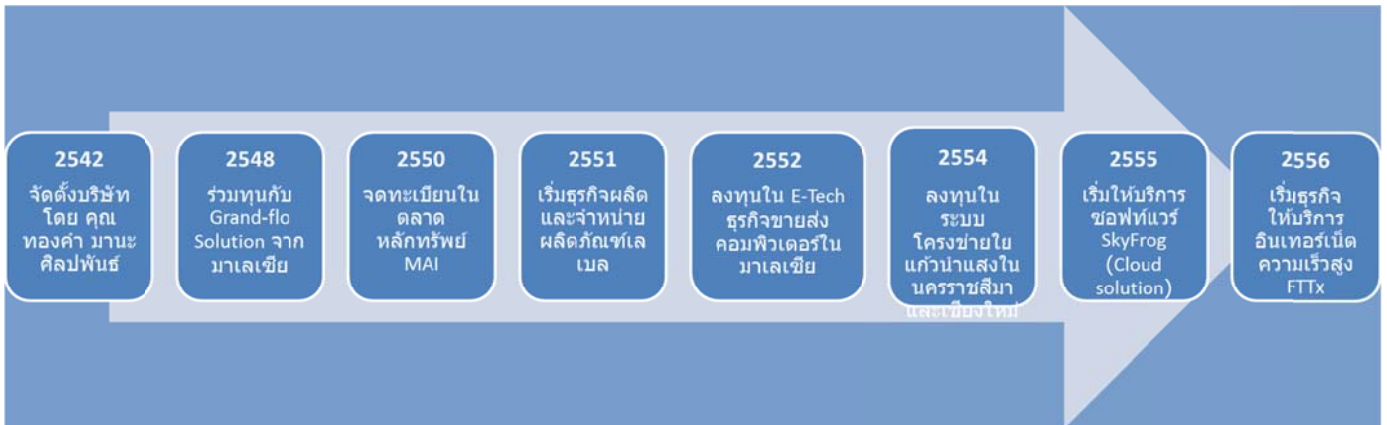 2542
จัดตั้งบริษัท
โดย คุณ
ทองคำ มานะ
ศิลปพันธ์
2548
ร่วมทุนกับ
Grand-flo
Solution จาก
มาเลเซีย
2550
จดทะเบียนใน
ตลาด
หลักทรัพย์
MAI
2551
เริ่มธุรกิจผลิต
และจำหน่าย
ผลิตภัณฑ์เล
เบล
2552
ลงทุนใน E-Tech
ธุรกิจขายส่ง
คอมพิวเตอร์ใน
มาเลเซีย
2554
ลงทุนใน
ระบบ
โครงข่ายใย
แก้วนำแสงใน
นครราชสีมา
และเชียงใหม่
2555
เริ่มให้บริการ
ซอฟท์แวร์
SkyFrog
(Cloud
solution)
2556
เริ่มธุรกิจ
ให้บริการ
อินเทอร์เน็ต
ความเร็วสูง
FTTx